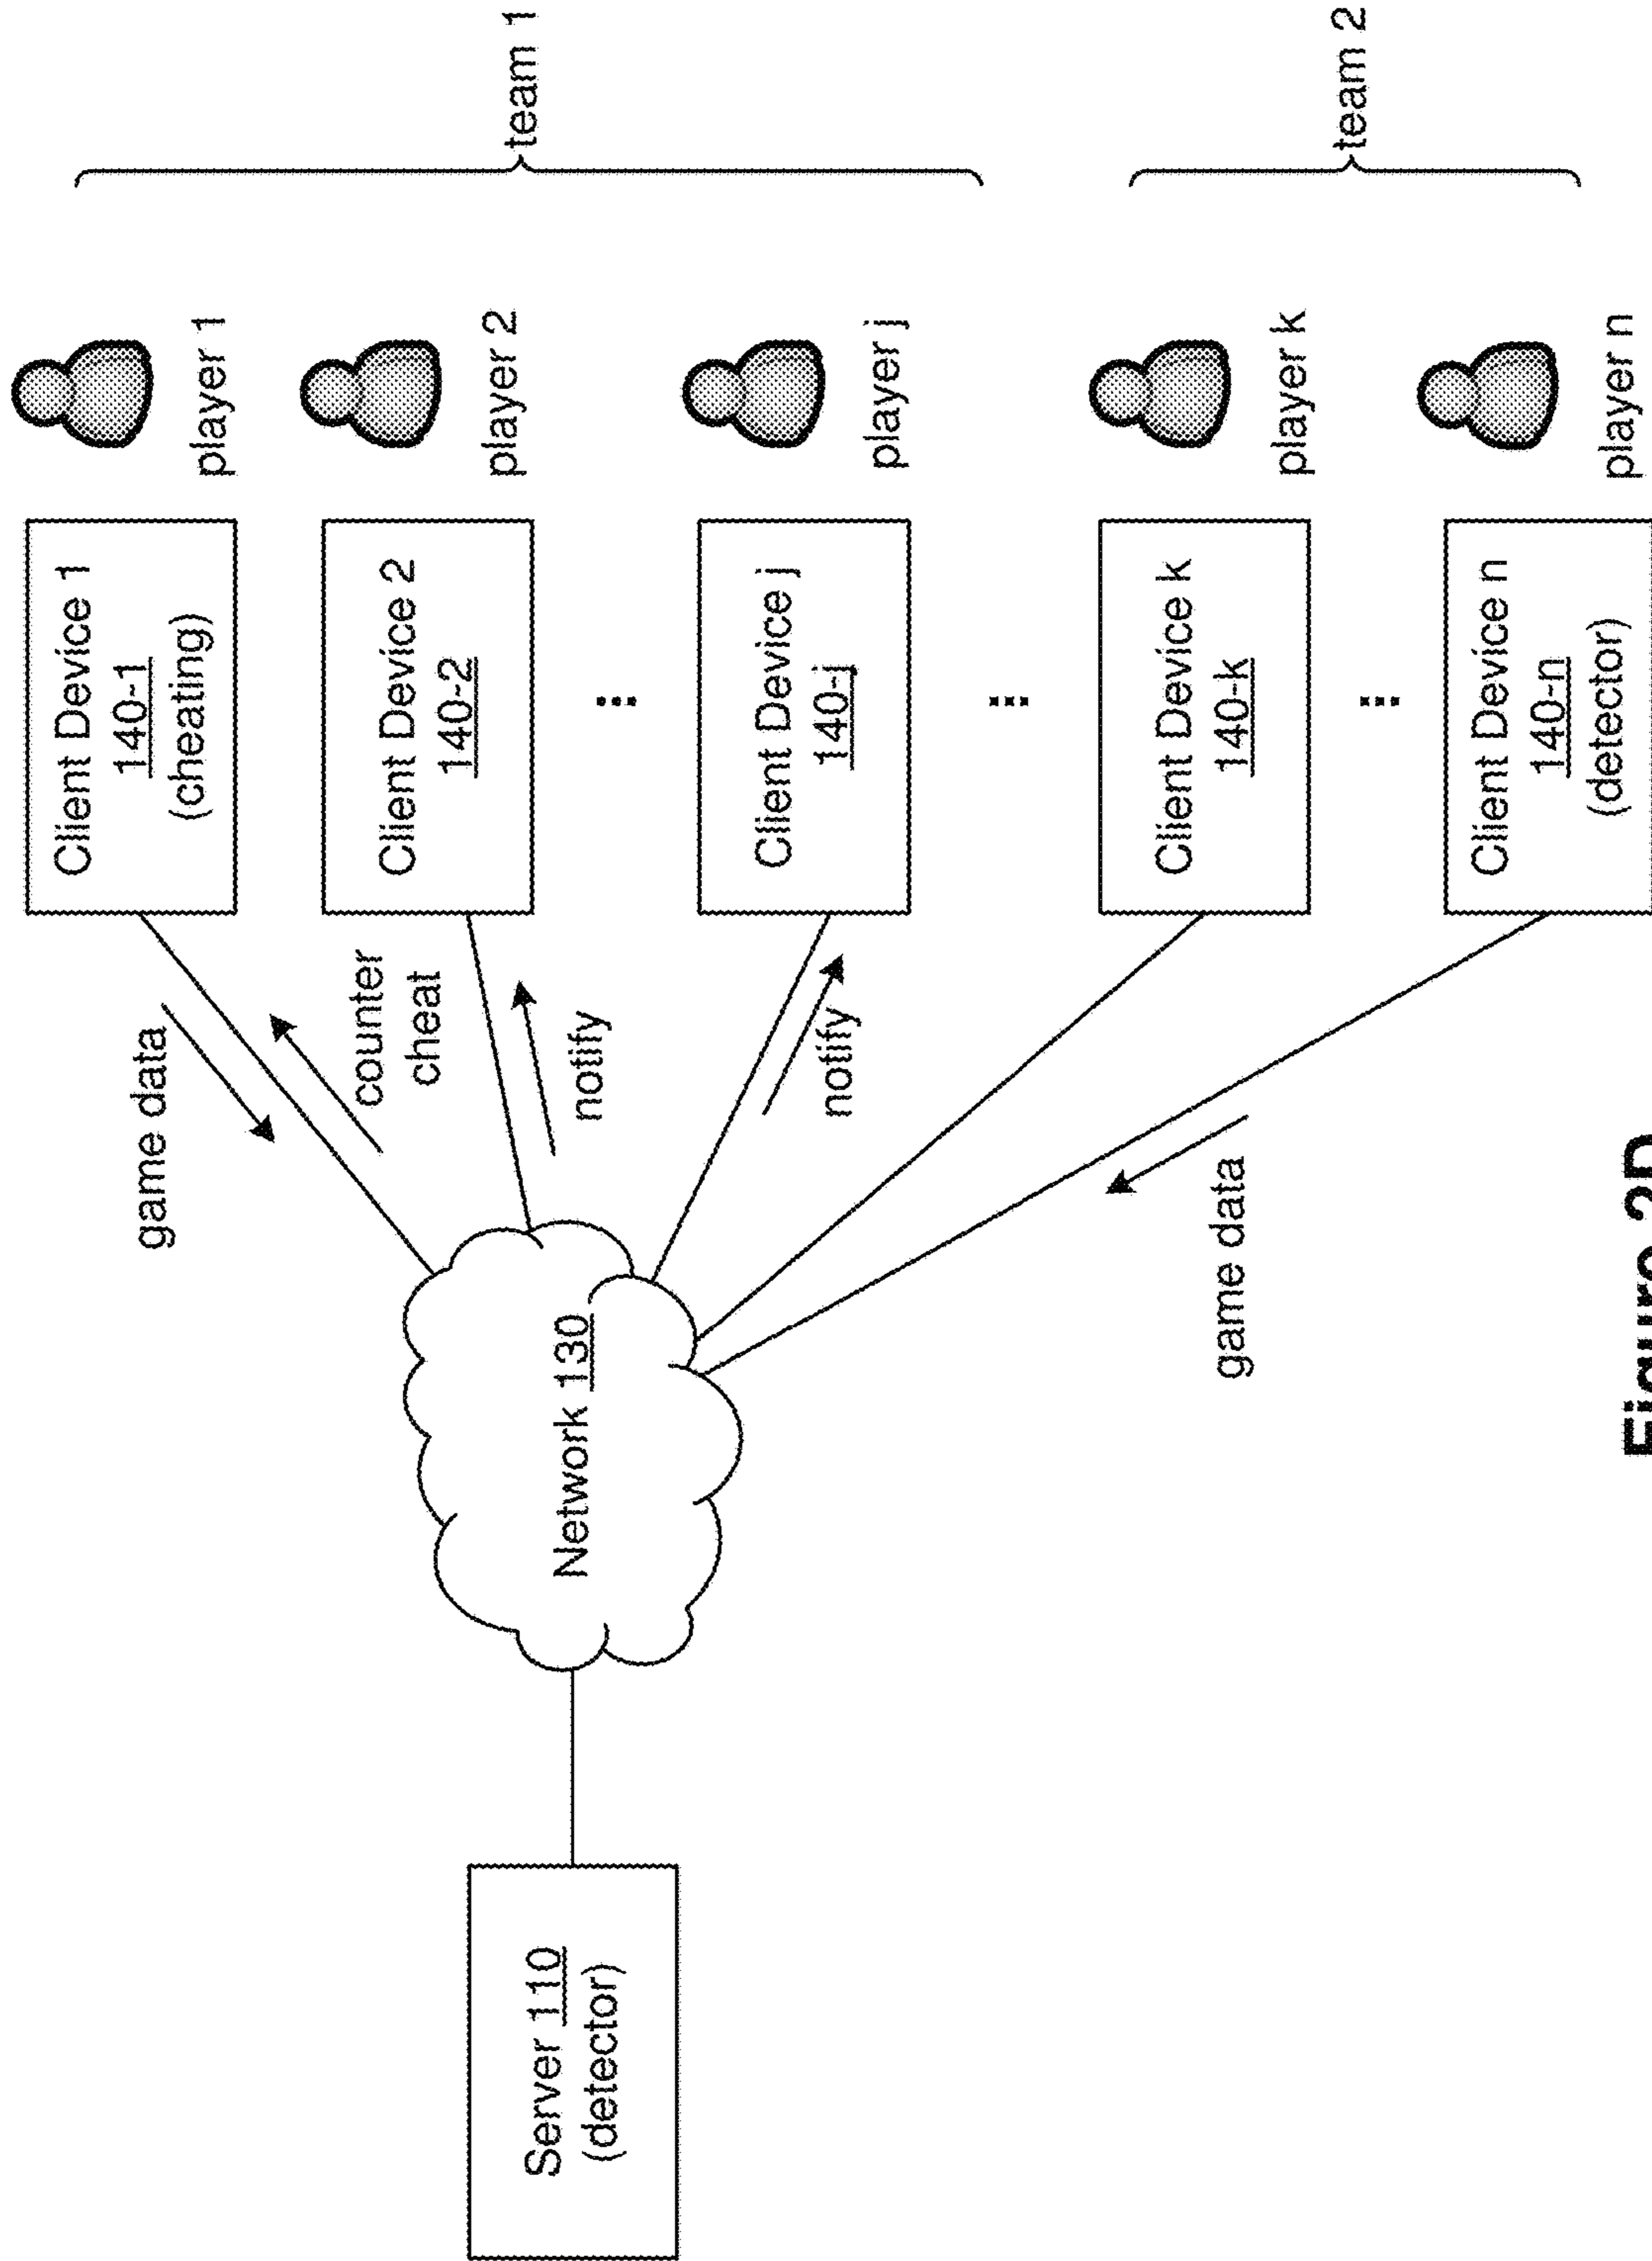 Server 110
(detector)
Network 130
game data
counter
cheat
notify
notify
game data
Client Device 1
140-1
(cheating)
Client Device 2
140-2
...
Client Device j
140-j
...
Client Device k
140-k
...
Client Device n
140-n
(detector)
player 1
player 2
player j
player k
player n
team 1
team 2